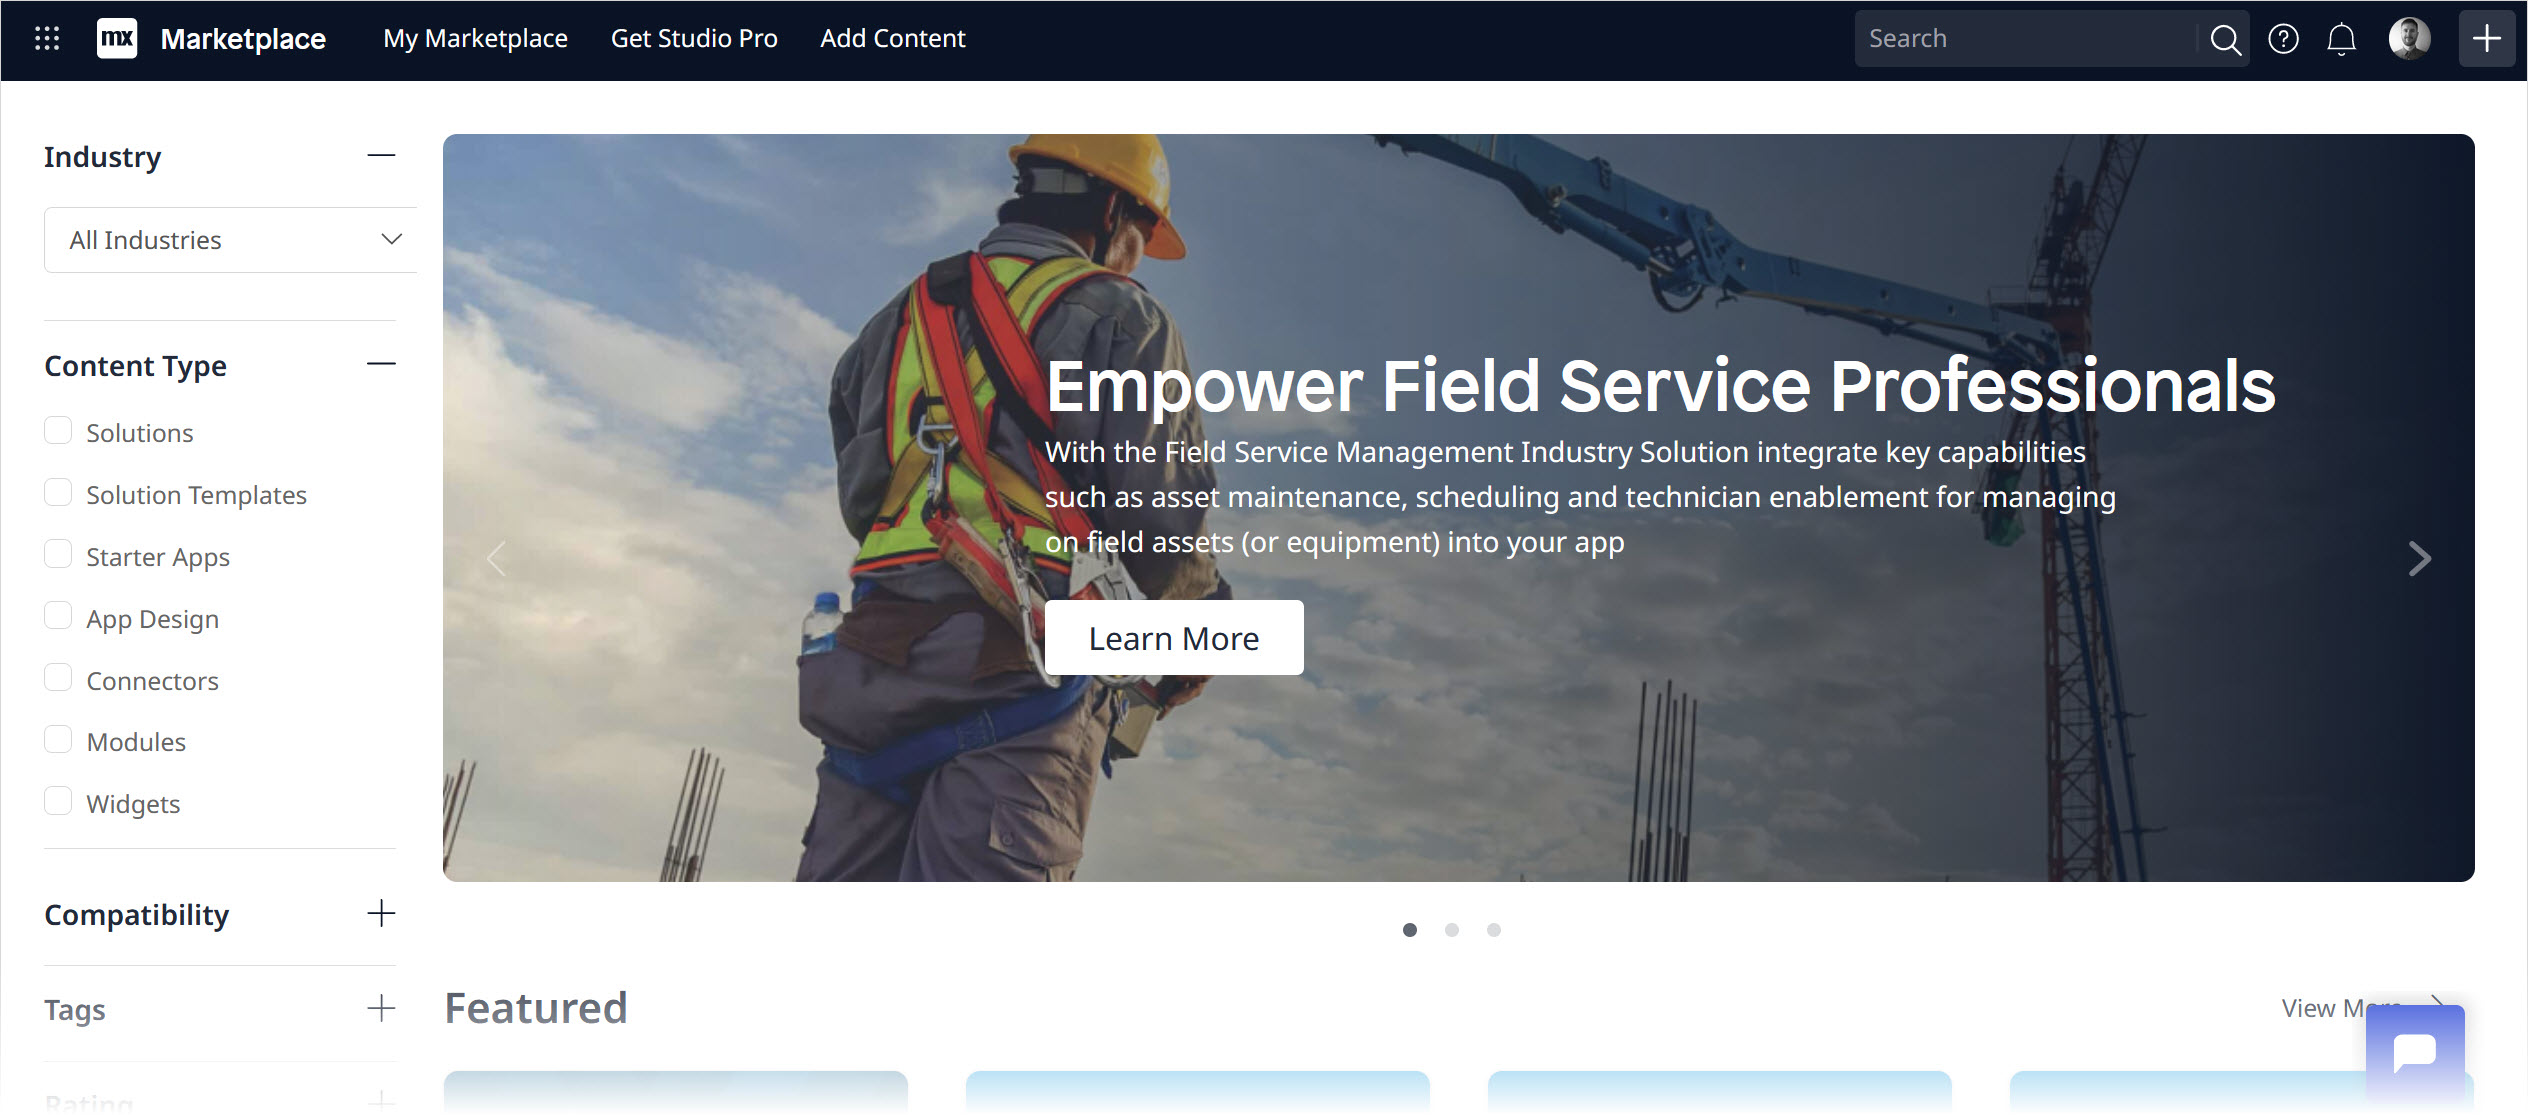 mx Marketplace My Marketplace Get Studio Pro Add Content Search
Industry
All Industries
Content Type
Solutions
Solution Templates
Starter Apps
App Design
Connectors
Modules
Widgets
Compatibility
Tags
Rating
Empower Field Service Professionals
With the Field Service Management Industry Solution integrate key capabilities
such as asset maintenance, scheduling and technician enablement for managing
on field assets (or equipment) into your app
Learn More
Featured
View More